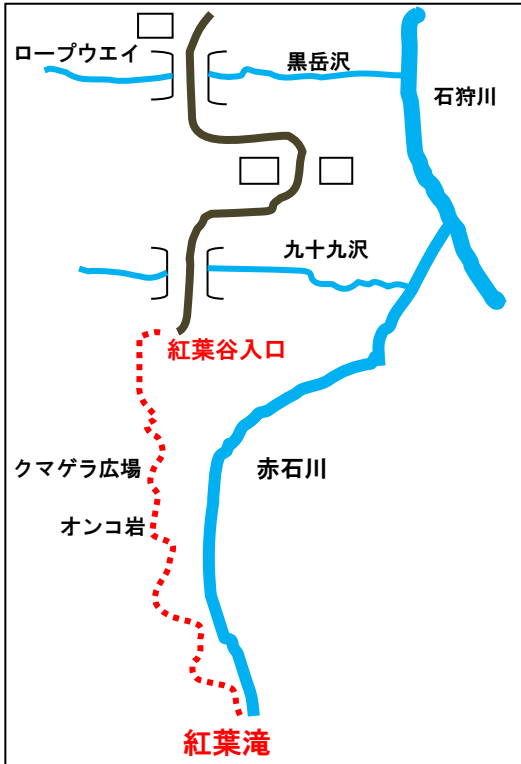 ロープウエイ
黒岳沢
石狩川
九十九沢
紅葉谷入口
クマゲラ広場
赤石川
オンコ岩
紅葉滝